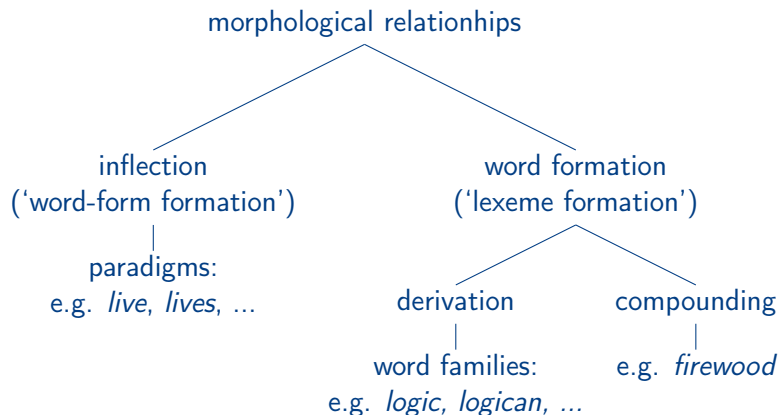 morphological relationships
inflection
(‘word-form formation’)
paradigms:
e.g. live, lives, ...
word formation
(‘lexeme formation’)
derivation
word families:
e.g. logic, logican, ...
compounding
e.g. firewood